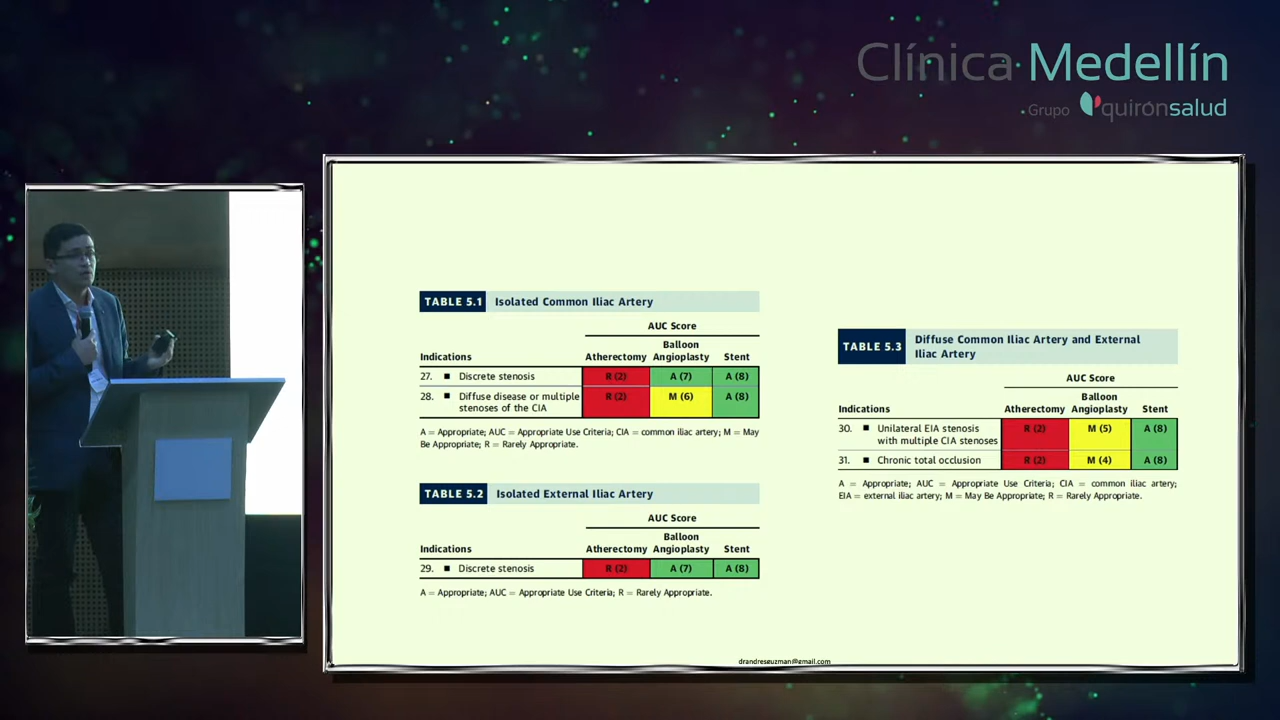 Clínica Medellín
Grupo quirónsalud
TABLE 5.1 Isolated Common Iliac Artery
AUC Score
Indications Atherectomy Balloon Angioplasty Stent
27. ■ Discrete stenosis R (2) A (7) A (8)
28. ■ Diffuse disease or multiple stenoses of the CIA R (2) M (6) A (8)
A = Appropriate; AUC = Appropriate Use Criteria; CIA = common iliac artery; M = May
Be Appropriate; R = Rarely Appropriate.
TABLE 5.2 Isolated External Iliac Artery
AUC Score
Indications Atherectomy Balloon Angioplasty Stent
29. ■ Discrete stenosis R (2) A (7) A (8)
A = Appropriate; AUC = Appropriate Use Criteria; R = Rarely Appropriate.
TABLE 5.3 Diffuse Common Iliac Artery and External
Iliac Artery
AUC Score
Indications Atherectomy Balloon Angioplasty Stent
30. ■ Unilateral EIA stenosis with multiple CIA stenoses R (2) M (5) A (8)
31. ■ Chronic total occlusion R (2) M (4) A (8)
A = Appropriate; AUC = Appropriate Use Criteria; CIA = common iliac artery;
EIA = external iliac artery; M = May Be Appropriate; R = Rarely Appropriate.
drandresguzman@gmail.com